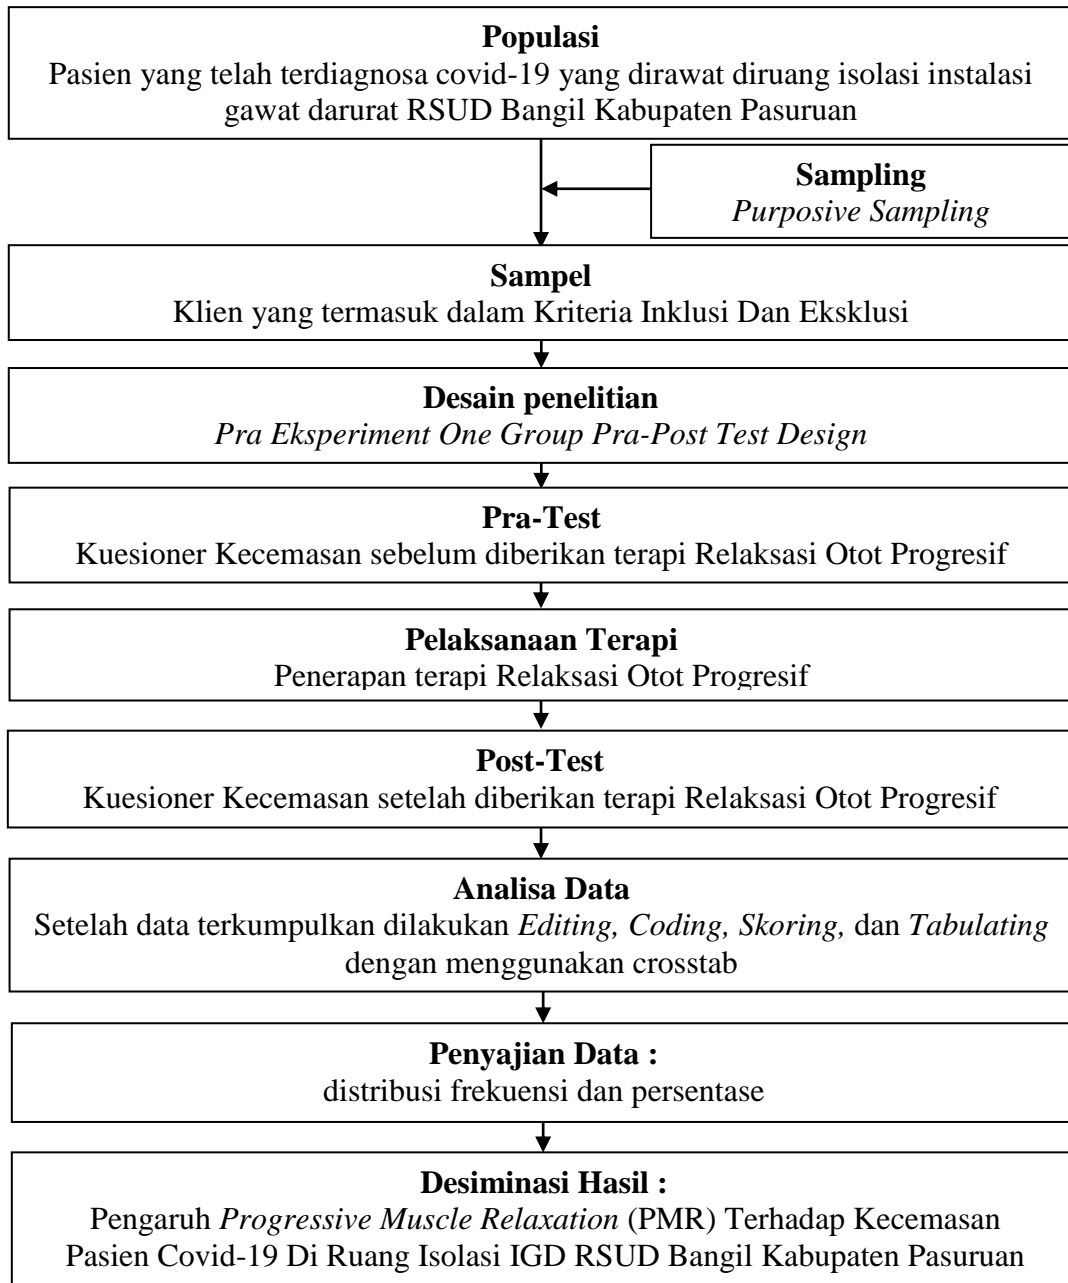 Populasi
Pasien yang telah terdiagnosa covid-19 yang dirawat diruang isolasi instalasi
gawat darurat RSUD Bangil Kabupaten Pasuruan
Sampling
Purposive Sampling
Sampel
Klien yang termasuk dalam Kriteria Inklusi Dan Eksklusi
Desain penelitian
Pra Eksperiment One Group Pra-Post Test Design
Pra-Test
Kuesioner Kecemasan sebelum diberikan terapi Relaksasi Otot Progresif
Pelaksanaan Terapi
Penerapan terapi Relaksasi Otot Progresif
Post-Test
Kuesioner Kecemasan setelah diberikan terapi Relaksasi Otot Progresif
Analisa Data
Setelah data terkumpulkan dilakukan Editing, Coding, Skoring, dan Tabulating
dengan menggunakan crosstab
Penyajian Data :
distribusi frekuensi dan persentase
Desiminasi Hasil :
Pengaruh Progressive Muscle Relaxation (PMR) Terhadap Kecemasan
Pasien Covid-19 Di Ruang Isolasi IGD RSUD Bangil Kabupaten Pasuruan